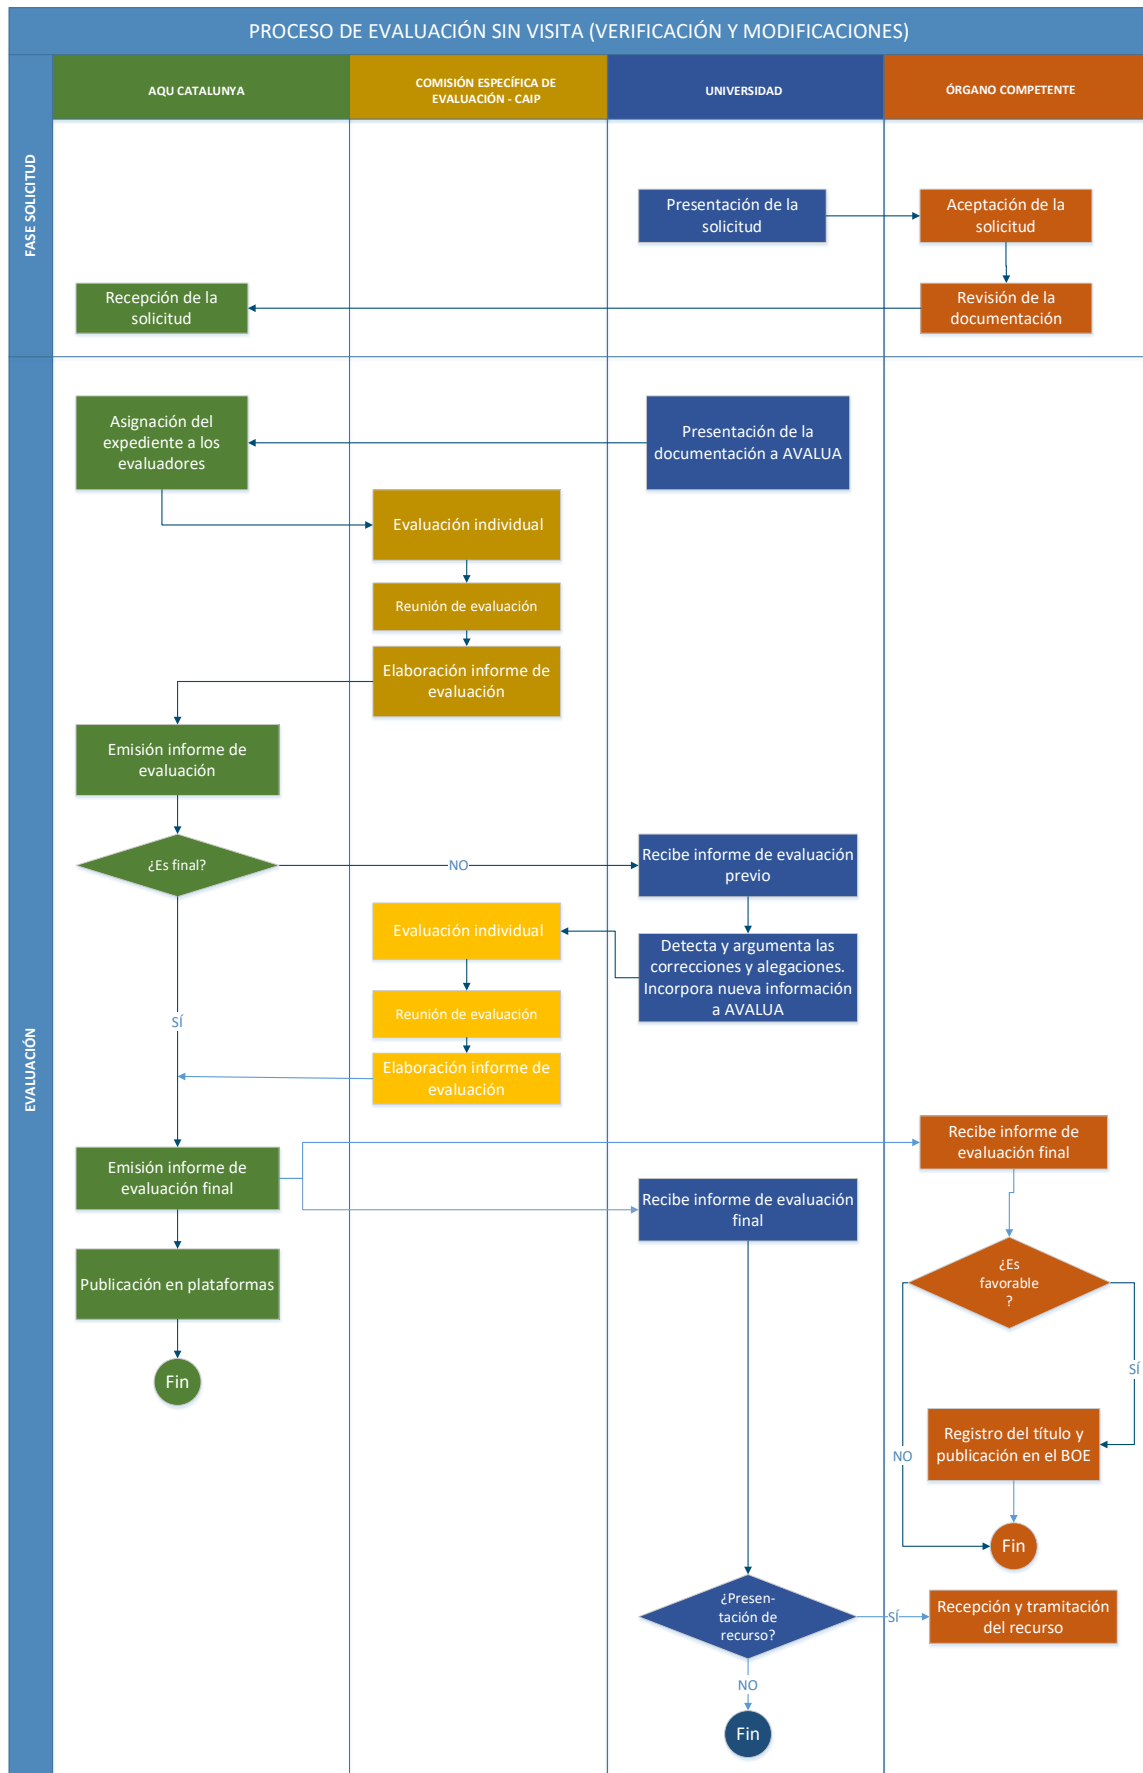 PROCESO DE EVALUACIÓN SIN VISITA (VERIFICACIÓN Y MODIFICACIONES)
AQU CATALUNYA
COMISIÓN ESPECÍFICA DE
EVALUACIÓN - CAIP
UNIVERSIDAD
ÓRGANO COMPETENTE
FASE SOLICITUD
Presentación de la
solicitud
Aceptación de la
solicitud
Recepción de la
solicitud
Revisión de la
documentación
EVALUACIÓN
Asignación del
expediente a los
evaluadores
Presentación de la
documentación a AVALUA
Evaluación individual
Reunión de evaluación
Elaboración informe de
evaluación
Emisión informe de
evaluación
¿Es final?
NO
Recibe informe de evaluación
previo
Evaluación individual
Detecta y argumenta las
correcciones y alegaciones.
Incorpora nueva información
a AVALUA
Reunión de evaluación
SÍ
Elaboración informe de
evaluación
Recibe informe de
evaluación final
Emisión informe de
evaluación final
Recibe informe de evaluación
final
Publicación en plataformas
¿Es
favorable
?
Fin
SÍ
Registro del título y
publicación en el BOE
NO
Fin
¿Presen-
tación de
recurso?
SÍ
Recepción y tramitación
del recurso
NO
Fin